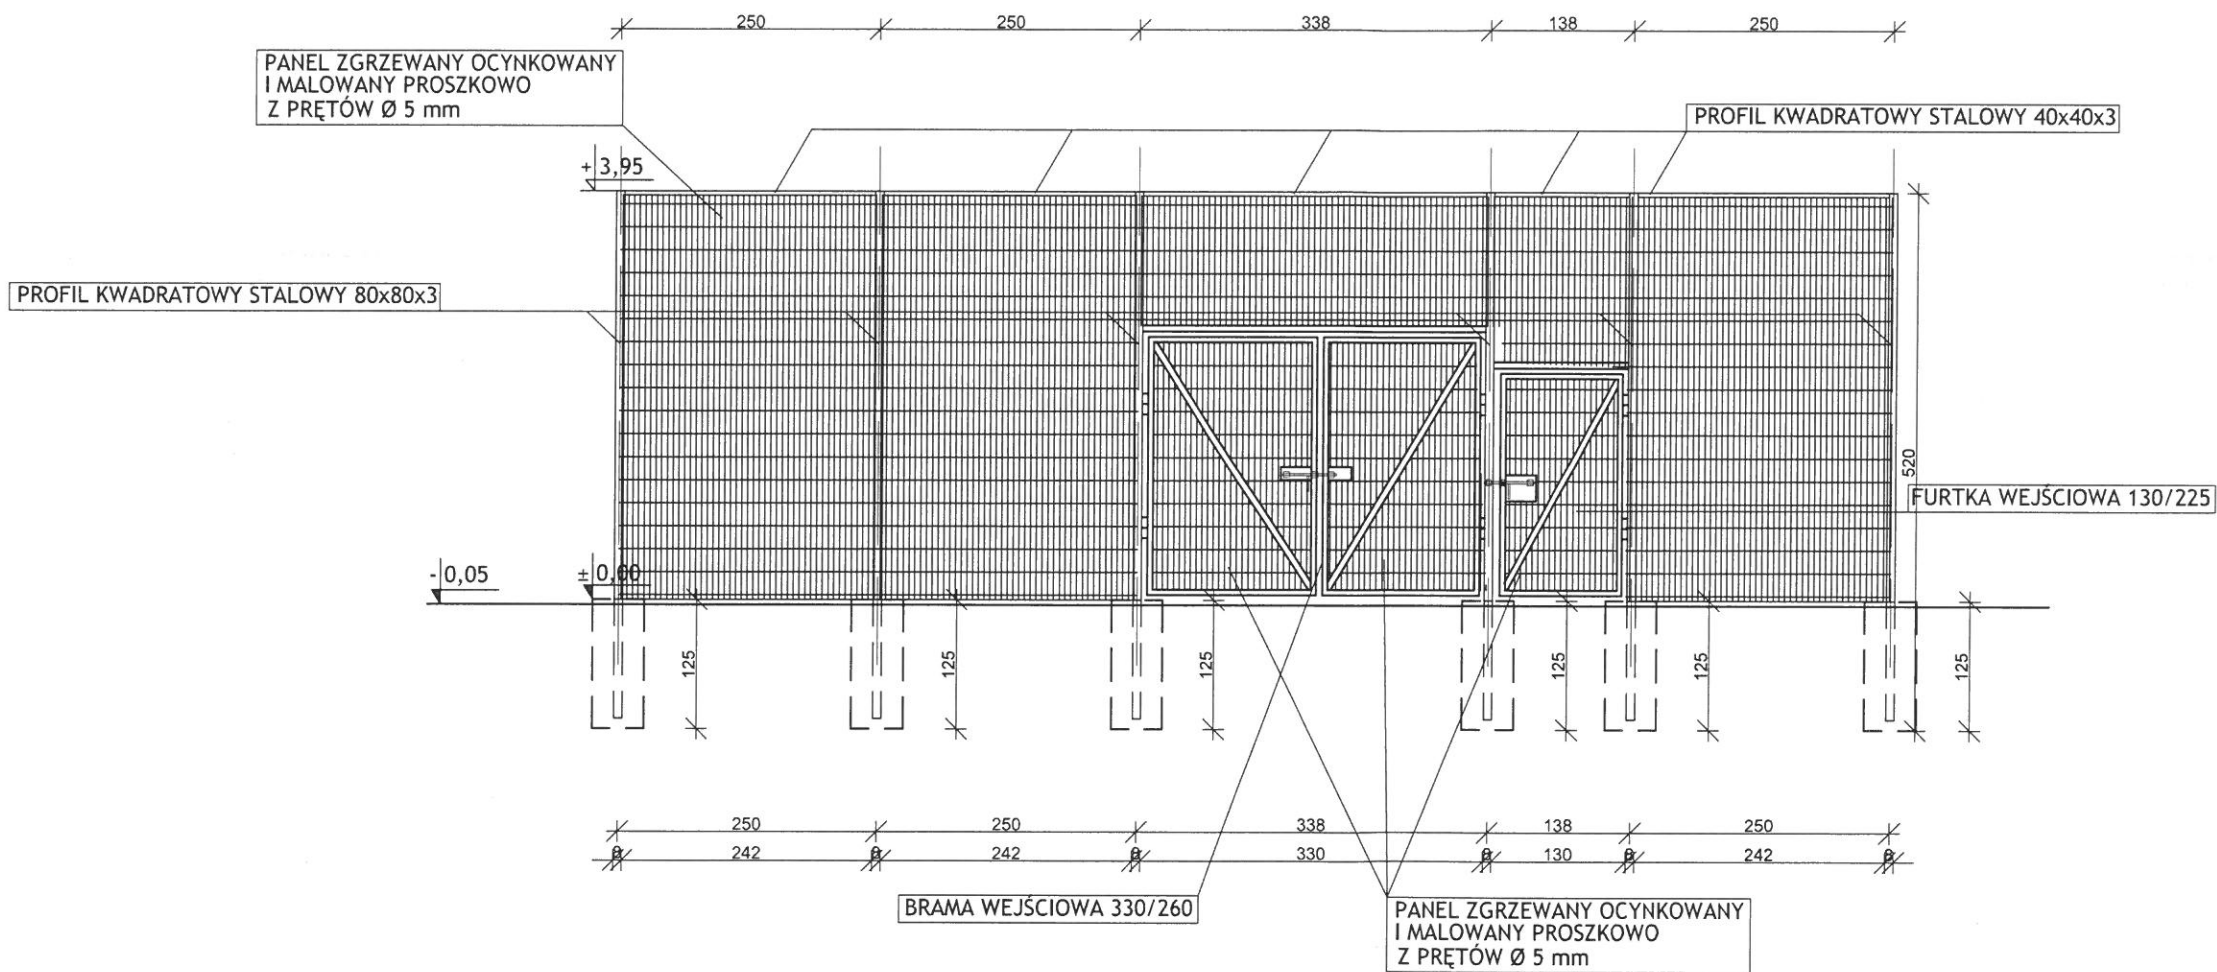 250 250 338 138 250
PANEL ZGRZEWANY OCYNKOWANY
I MALOWANY PROSZKOWO
Z PRĘTÓW Ø 5 mm
PROFIL KWADRATOWY STALOWY 40x40x3
+ 3,95
PROFIL KWADRATOWY STALOWY 80x80x3
520
FURTKA WEJŚCIOWA 130/225
- 0,05
± 0,00
125 125 125 125 125 125
250 250 338 138 250
8 242 8 242 8 330 8 130 8 242 8
BRAMA WEJŚCIOWA 330/260
PANEL ZGRZEWANY OCYNKOWANY
I MALOWANY PROSZKOWO
Z PRĘTÓW Ø 5 mm